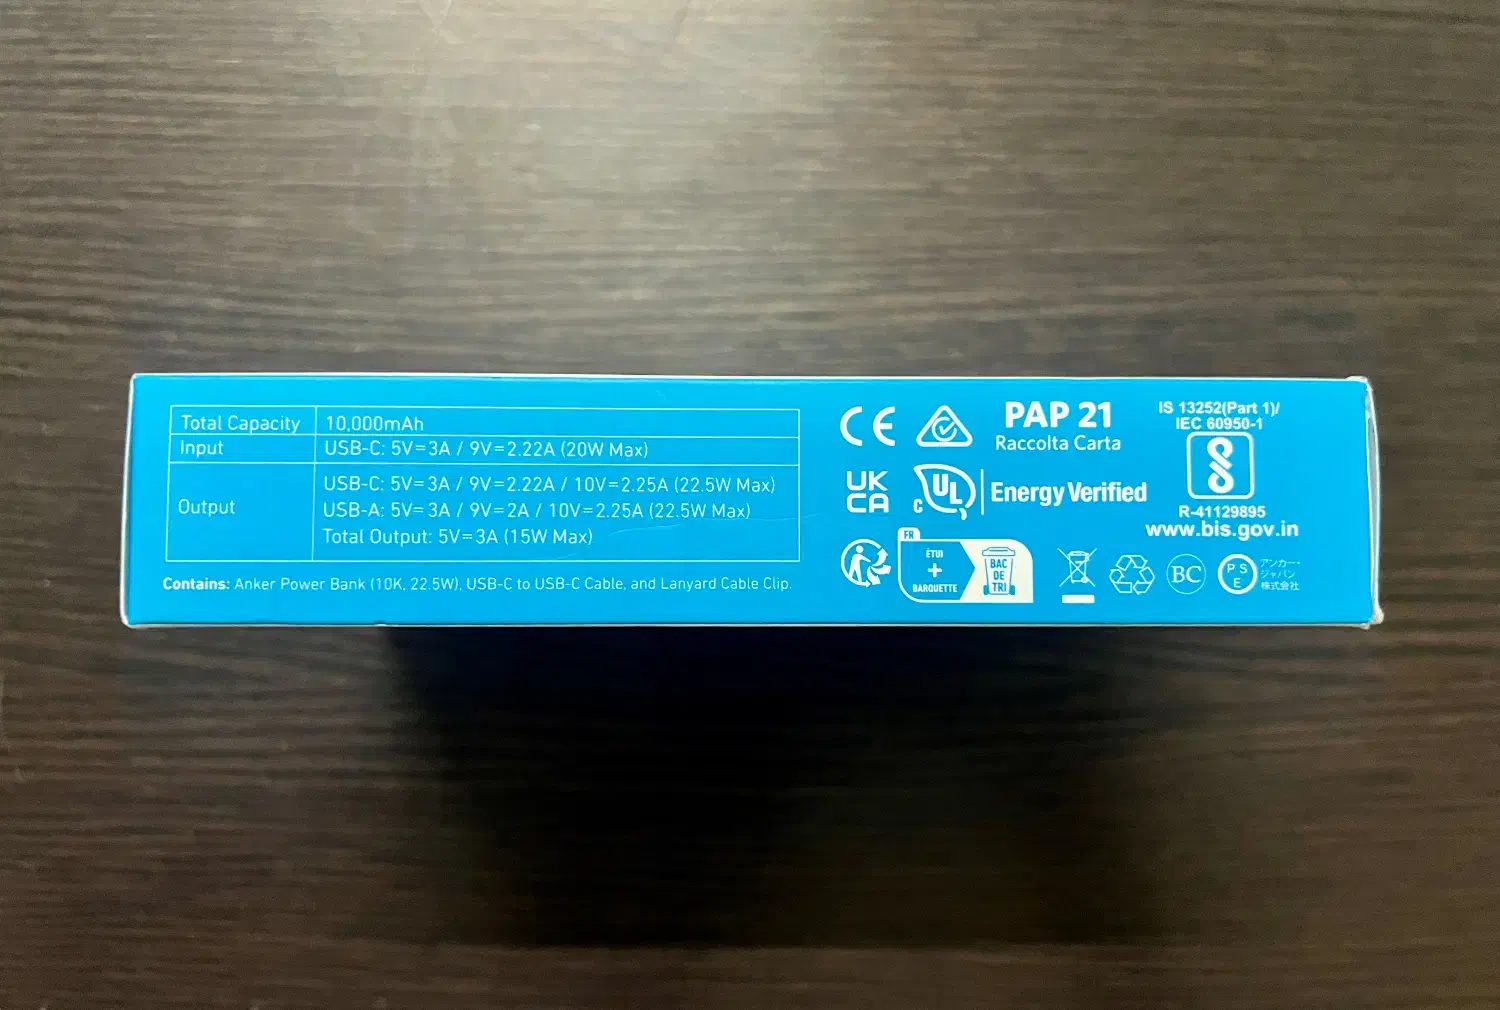 Total Capacity 10,000mAh
Input USB-C: 5V=3A / 9V=2.22A (20W Max)
Output
USB-C: 5V=3A / 9V=2.22A / 10V=2.25A (22.5W Max)
USB-A: 5V=3A / 9V=2A / 10V=2.25A (22.5W Max)
Total Output: 5V=3A (15W Max)
Contains: Anker Power Bank (10K, 22.5W), USB-C to USB-C Cable, and Lanyard Cable Clip.
CE
PAP 21
Raccolta Carta
IS 13252(Part 1)/
IEC 60950-1
UK
CA
C UL Energy Verified
R-41129895
www.bis.gov.in
FR
ÉTUI
+
BARQUETTE
BAC
DE
TRI
BC
PS
E
アンカー・
ジャパン
株式会社